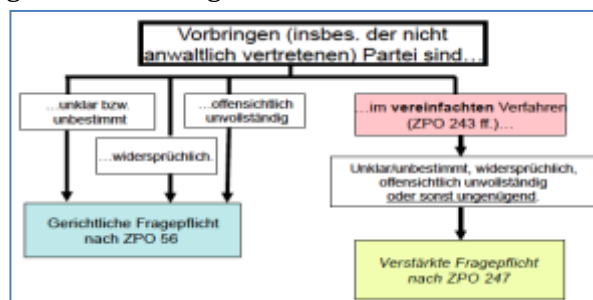 Vorbringen (insbes. der nicht
anwaltlich vertretenen) Partei sind…
…unklar bzw.
unbestimmt
…offensichtlich
unvollständig
…widersprüchlich.
…im vereinfachten Verfahren
(ZPO 243 ff.)…
Unklar/unbestimmt, widersprüchlich,
offensichtlich unvollständig
oder sonst ungenügend.
Gerichtliche Fragepflicht
nach ZPO 56
Verstärkte Fragepflicht
nach ZPO 247